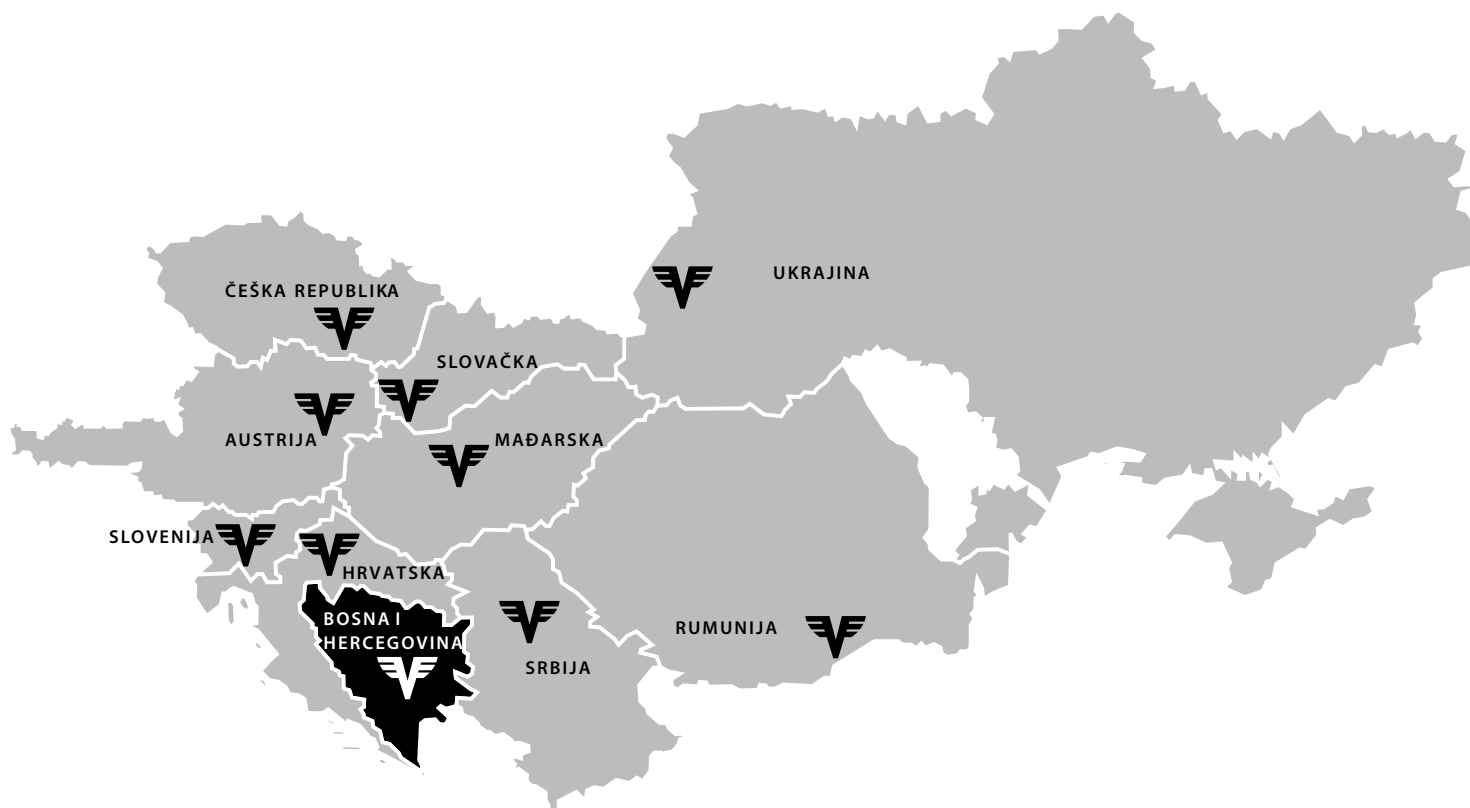 UKRAJINA
ČEŠKA REPUBLIKA
SLOVAČKA
AUSTRIJA
MAĐARSKA
SLOVENIJA
HRVATSKA
BOSNA I
HERCEGOVINA
RUMUNIJA
SRBIJA